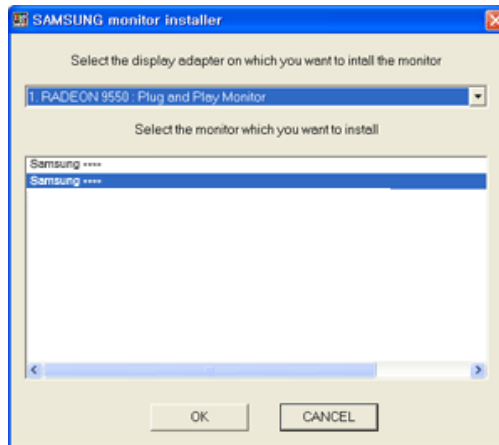 SAMSUNG monitor installer
Select the display adapter on which you want to intall the monitor
1. RADEON 9550 : Plug and Play Monitor
Select the monitor which you want to install
Samsung ****
Samsung ****
OK
CANCEL